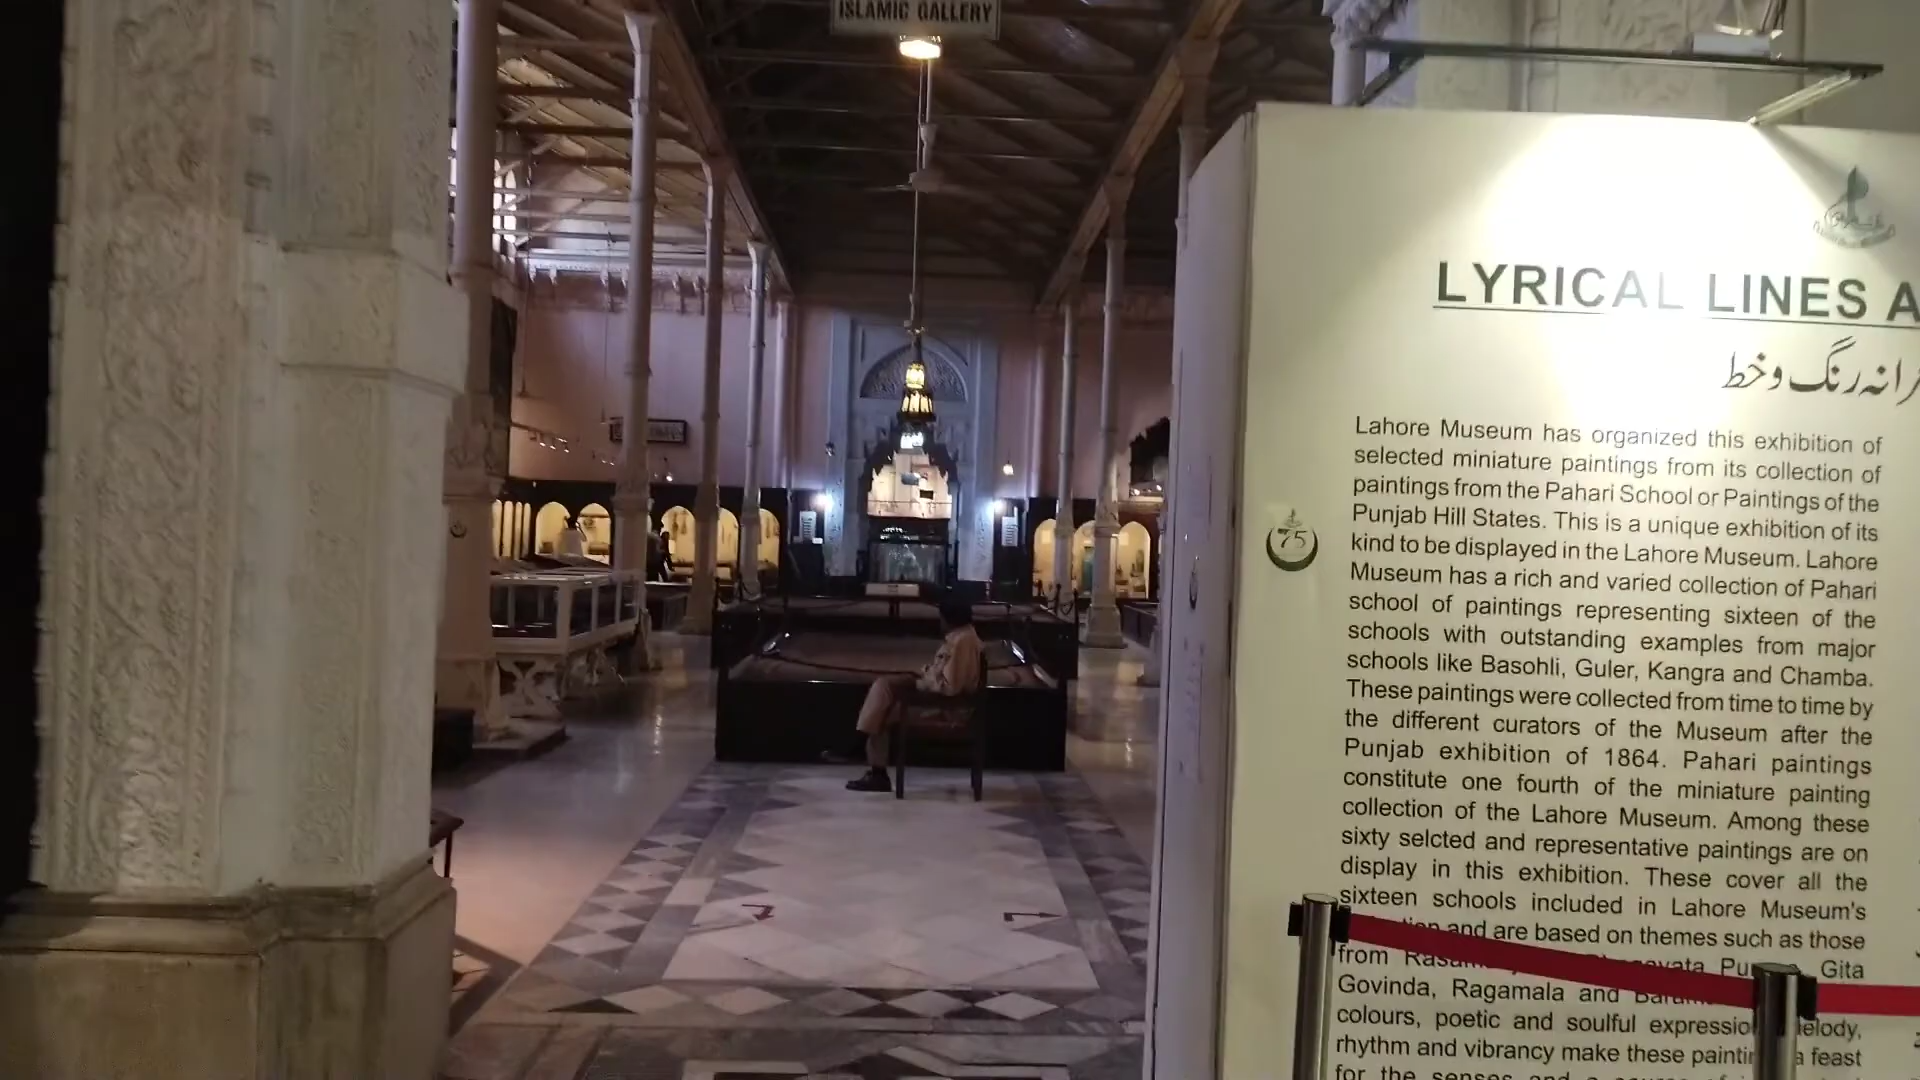 ISLAMIC GALLERY
LYRICAL LINES A
رنگ و خط
75
Lahore Museum has organized this exhibition of
selected miniature paintings from its collection of
paintings from the Pahari School or Paintings of the
Punjab Hill States. This is a unique exhibition of its
kind to be displayed in the Lahore Museum. Lahore
Museum has a rich and varied collection of Pahari
school of paintings representing sixteen of the
schools with outstanding examples from major
schools like Basohli, Guler, Kangra and Chamba.
These paintings were collected from time to time by
the different curators of the Museum after the
Punjab exhibition of 1864. Pahari paintings
constitute one fourth of the miniature painting
collection of the Lahore Museum. Among these
sixty selcted and representative paintings are on
display in this exhibition. These cover all the
sixteen schools included in Lahore Museum's
and are based on themes such as those
from Gita
Govinda, Ragamala and
colours, poetic and soulful
rhythm and vibrancy make these a feast
for the senses and a